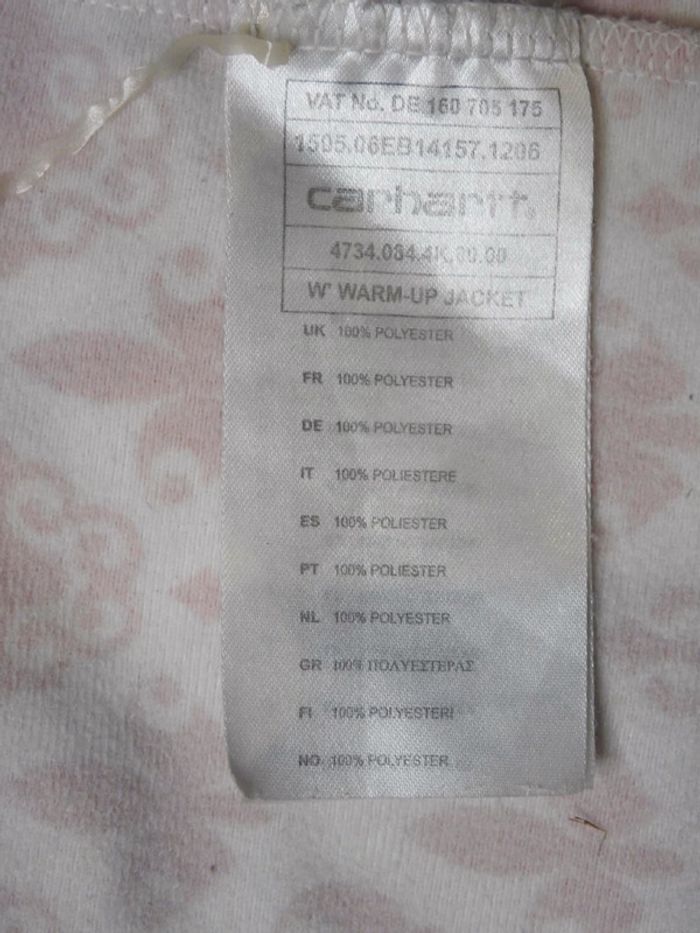 VAT No. DE 160 705 175
1505.06EB14157.1206
carhartt.
4734.084.4K.00.00
W' WARM-UP JACKET
UK 100% POLYESTER
FR 100% POLYESTER
DE 100% POLYESTER
IT 100% POLIESTERE
ES 100% POLIESTER
PT 100% POLIESTER
NL 100% POLYESTER
GR 100% ΠΟΛΥΕΣΤΕΡΑΣ
FI 100% POLYESTERI
NO 100% POLYESTER